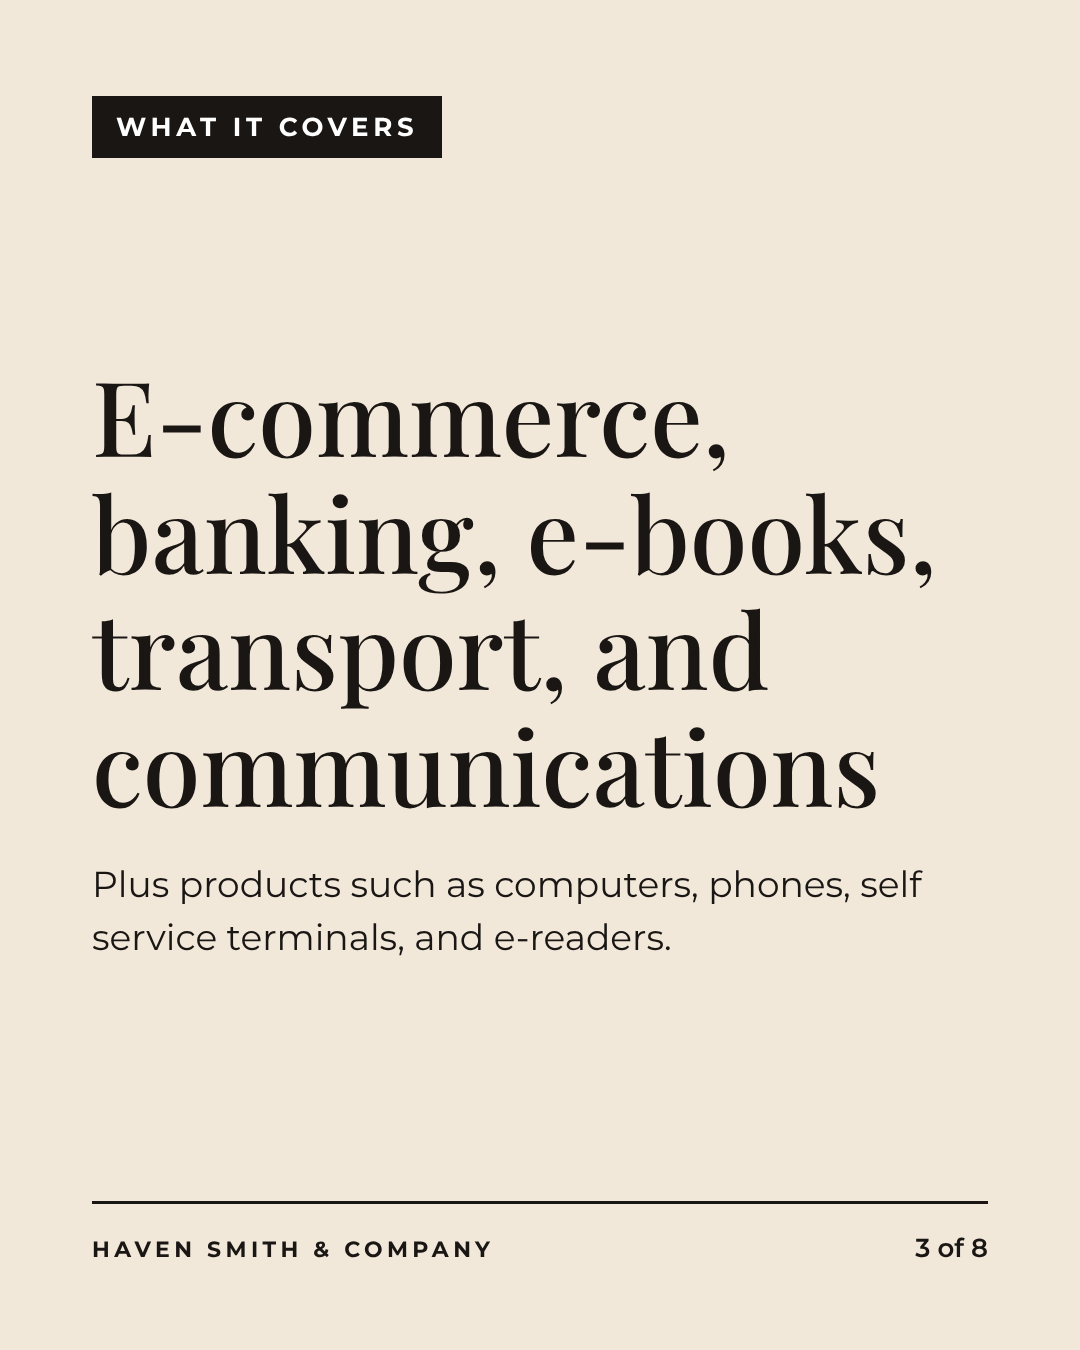 WHAT IT COVERS
E-commerce,
banking, e-books,
transport, and
communications
Plus products such as computers, phones, self
service terminals, and e-readers.
HAVEN SMITH & COMPANY
3 of 8